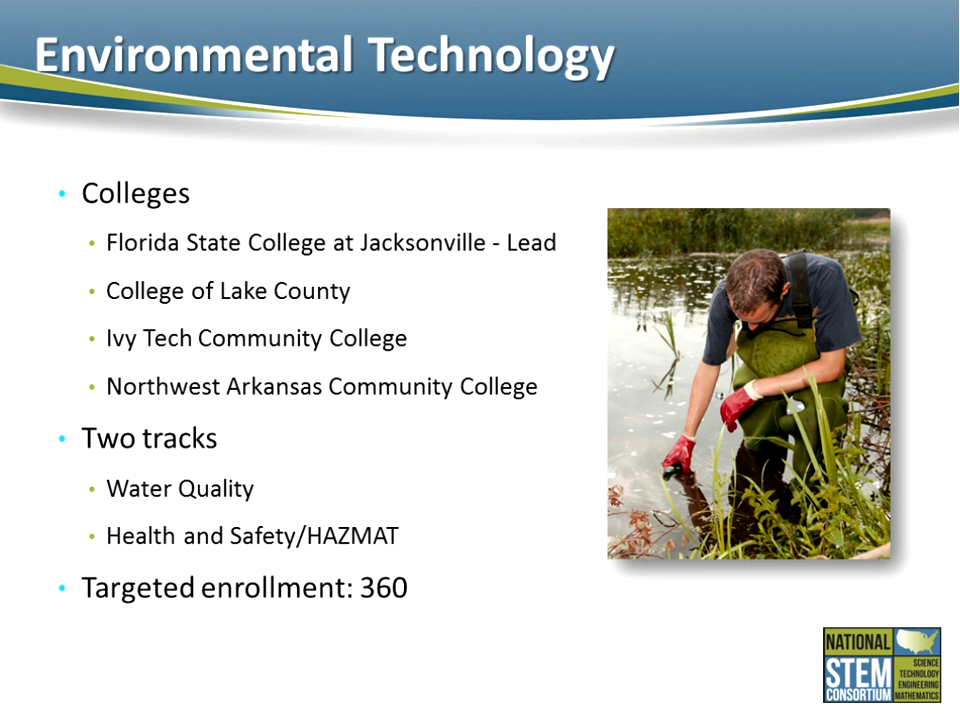 Environmental Technology
Colleges
Florida State College at Jacksonville - Lead
College of Lake County
Ivy Tech Community College
Northwest Arkansas Community College
Two tracks
Water Quality
Health and Safety/HAZMAT
Targeted enrollment: 360
NATIONAL
STEM
CONSORTIUM
SCIENCE
TECHNOLOGY
ENGINEERING
MATHEMATICS